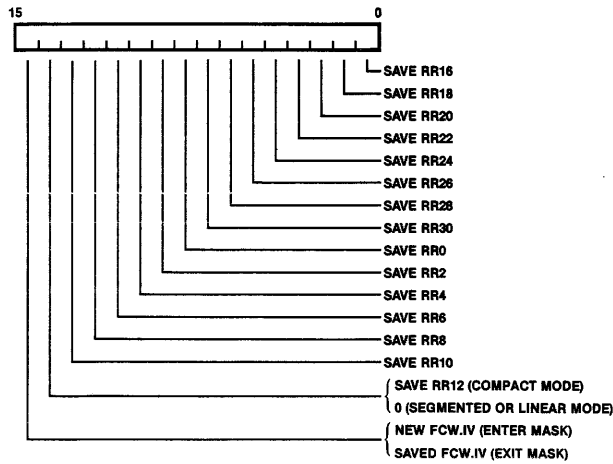 15 0
SAVE RR16
SAVE RR18
SAVE RR20
SAVE RR22
SAVE RR24
SAVE RR26
SAVE RR28
SAVE RR30
SAVE RR0
SAVE RR2
SAVE RR4
SAVE RR6
SAVE RR8
SAVE RR10
SAVE RR12 (COMPACT MODE)
0 (SEGMENTED OR LINEAR MODE)
NEW FCW.IV (ENTER MASK)
SAVED FCW.IV (EXIT MASK)